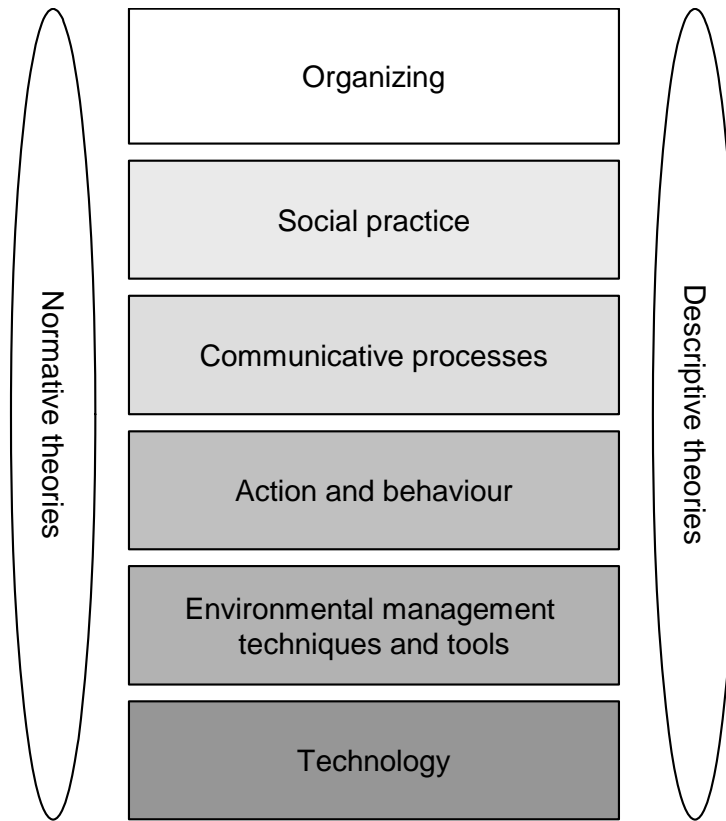 Organizing
Social practice
Communicative processes
Action and behaviour
Environmental management
techniques and tools
Technology
Normative theories
Descriptive theories